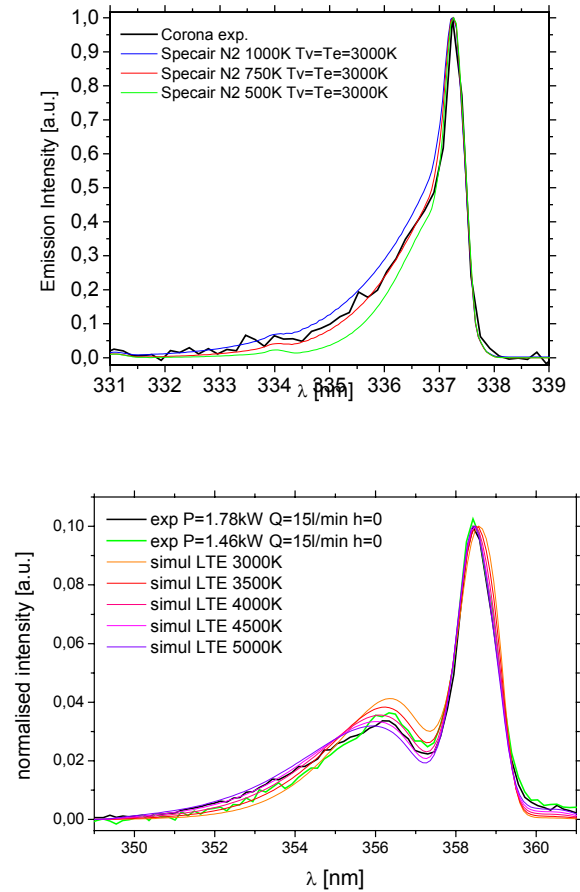 1,0
0,9
0,8
0,7
0,6
0,5
0,4
0,3
0,2
0,1
0,0
Emission Intensity [a.u.]
Corona exp.
Specair N2 1000K Tv=Te=3000K
Specair N2 750K Tv=Te=3000K
Specair N2 500K Tv=Te=3000K
331 332 333 334 335 336 337 338 339
λ [nm]
0,10
0,08
0,06
0,04
0,02
0,00
normalised intensity [a.u.]
exp P=1.78kW Q=15l/min h=0
exp P=1.46kW Q=15l/min h=0
simul LTE 3000K
simul LTE 3500K
simul LTE 4000K
simul LTE 4500K
simul LTE 5000K
350 352 354 356 358 360
λ [nm]